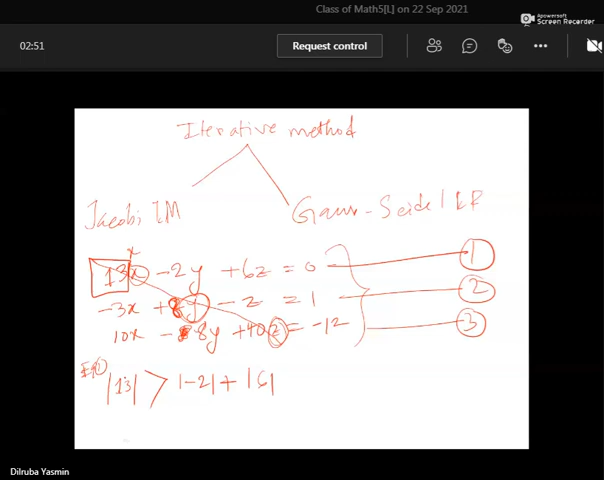 Class of Math5[L] on 22 Sep 2021
Apowersoft
Screen Recorder
02:51
Request control
Iterative method
Jacobi IM
Gauss-Seidel
x
13x - 2y + 6z = 0
1
-3x + 8y - z = 1
2
10x - 8y + 40z = -12
3
|13| > |-2| + |6|
Dilruba Yasmin